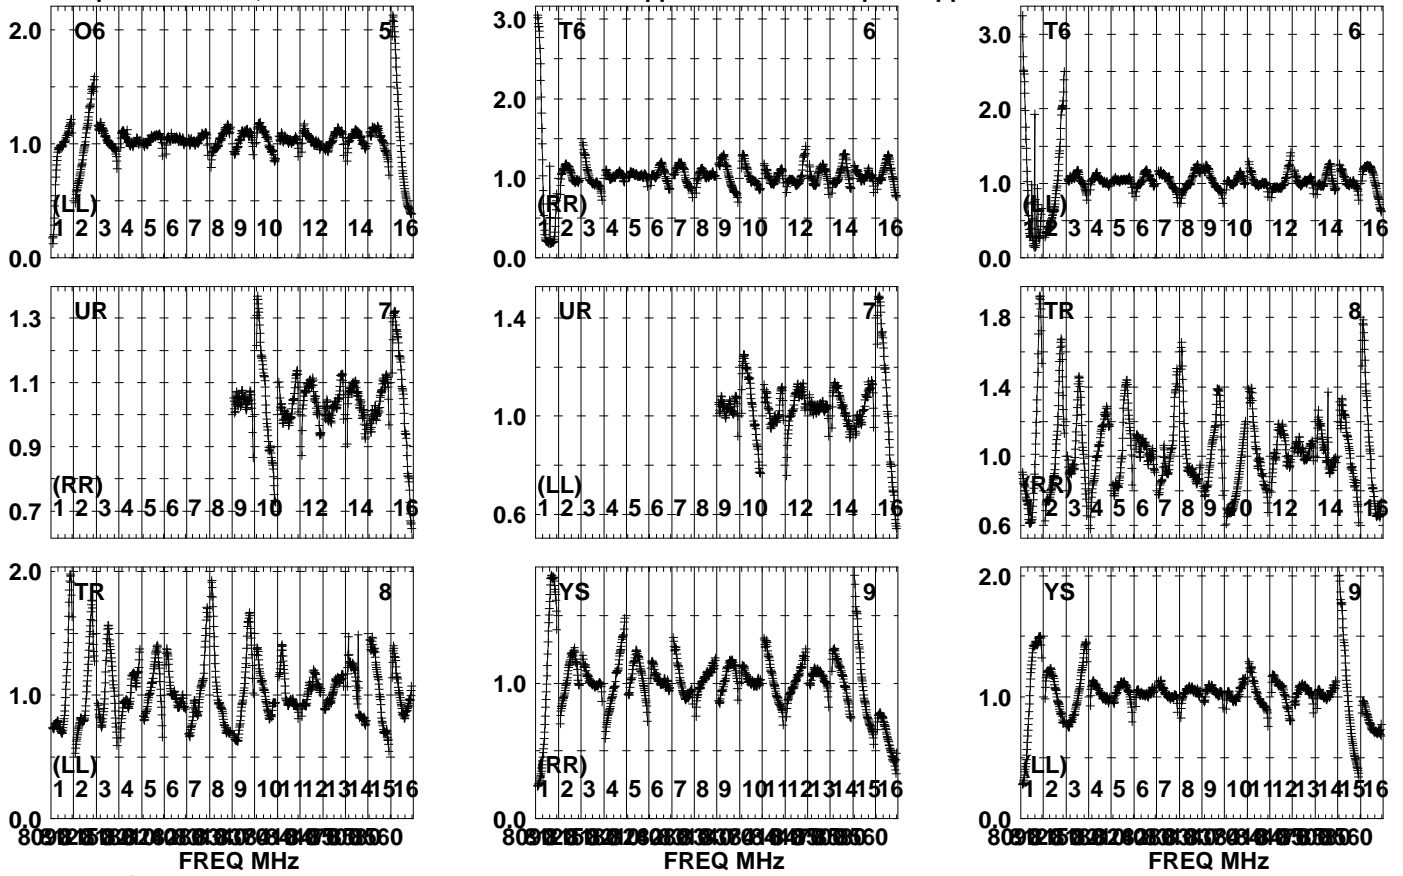 2.0 O6 5 3.0 T6 6 3.0 T6 6
2.0 2.0
1.0 1.0 1.0
(LL) (RR) (LL)
1 2 3 4 5 6 7 8 9 10 12 14 16 1 2 3 4 5 6 7 8 9 10 12 14 16 2 3 4 5 6 7 8 9 10 12 14 16
0.0 0.0 0.0
UR 7 UR 7 TR 8
1.3 1.4 1.8
1.1 1.0 1.4
0.9 1.0
(RR) (LL) (RR)
0.7 1 2 3 4 5 6 7 8 9 10 12 14 16 0.6 1 2 3 4 5 6 7 8 9 10 12 14 16 0.6 2 3 4 5 6 7 8 9 10 12 14 16
2.0 TR 8 YS 9 2.0 YS 9
1.0 1.0 1.0
(LL) (RR) (LL)
1 2 3 4 5 6 7 8 9 10 11 12 13 14 15 16 1 2 3 4 5 6 7 8 9 10 11 12 13 14 15 16 1 2 3 4 5 6 7 8 9 10 11 12 13 14 15 16
0.0 0.0 0.0
FREQ MHz FREQ MHz FREQ MHz